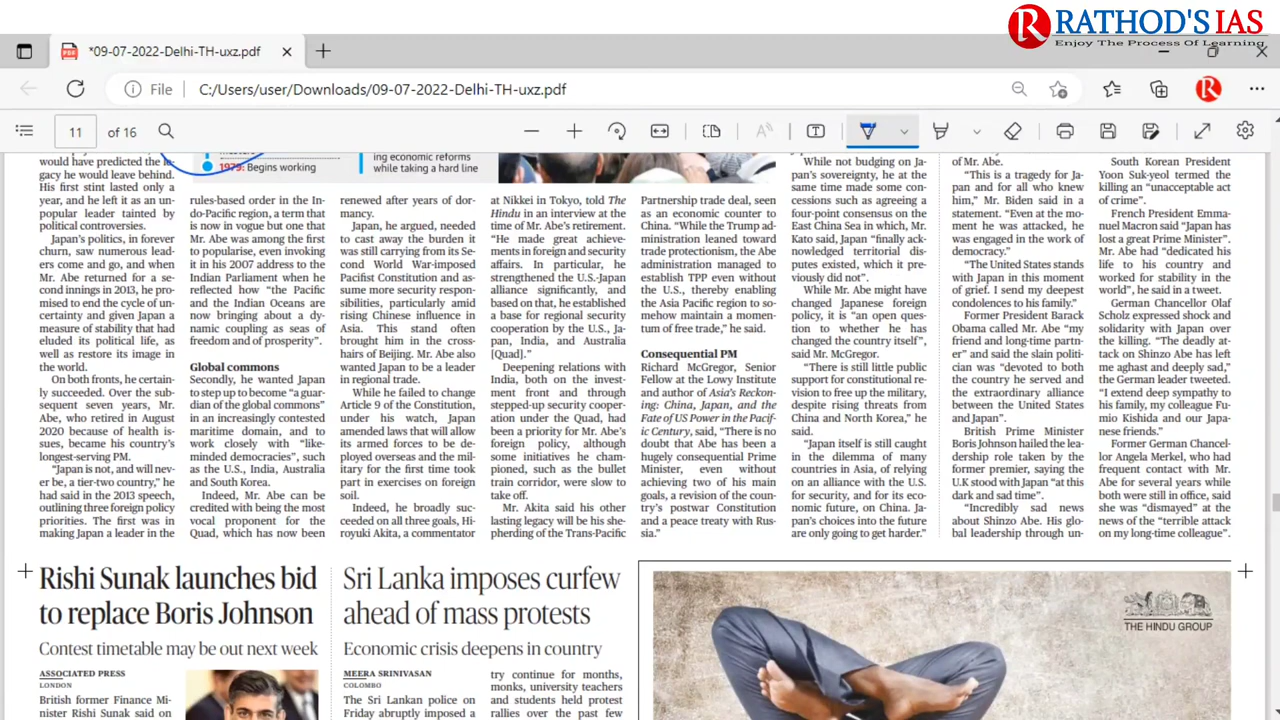 RATHOD'S IAS
Enjoy The Process Of Learning
*09-07-2022-Delhi-TH-uxz.pdf
File
C:/Users/user/Downloads/09-07-2022-Delhi-TH-uxz.pdf
11 of 16
would have predicted the le-
gacy he would leave behind.
His first stint lasted only a
year, and he left it as an un-
popular leader tainted by
political controversies.
Japan's politics, in forever
churn, saw numerous lead-
ers come and go, and when
Mr. Abe returned for a se-
cond innings in 2013, he pro-
mised to end the cycle of un-
certainty and given Japan a
measure of stability that had
eluded its political life, as
well as restore its image in
the world.
On both fronts, he certain-
ly succeeded. Over the sub-
sequent seven years, Mr.
Abe, who retired in August
2020 because of health is-
sues, became his country's
longest-serving PM.
"Japan is not, and will nev-
er be, a tier-two country," he
had said in the 2013 speech,
outlining three foreign policy
priorities. The first was in
making Japan a leader in the
1979: Begins working
ing economic reforms
while taking a hard line
rules-based order in the In-
do-Pacific region, a term that
is now in vogue but one that
Mr. Abe was among the first
to popularise, even invoking
it in his 2007 address to the
Indian Parliament when he
reflected how "the Pacific
and the Indian Oceans are
now bringing about a dy-
namic coupling as seas of
freedom and of prosperity".
Global commons
Secondly, he wanted Japan
to step up to become "a guar-
dian of the global commons"
in an increasingly contested
maritime domain, and to
work closely with "like-
minded democracies", such
as the U.S., India, Australia
and South Korea.
Indeed, Mr. Abe can be
credited with being the most
vocal proponent for the
Quad, which has now been
renewed after years of dor-
mancy.
Japan, he argued, needed
to cast away the burden it
was still carrying from its Se-
cond World War-imposed
Pacifist Constitution and as-
sume more security respon-
sibilities, particularly amid
rising Chinese influence in
Asia. This stand often
brought him in the cross-
hairs of Beijing. Mr. Abe also
wanted Japan to be a leader
in regional trade.
While he failed to change
Article 9 of the Constitution,
under his watch, Japan
amended laws that will allow
its armed forces to be de-
ployed overseas and the mil-
itary for the first time took
part in exercises on foreign
soil.
Indeed, he broadly suc-
ceeded on all three goals, Hi-
royuki Akita, a commentator
at Nikkei in Tokyo, told The
Hindu in an interview at the
time of Mr. Abe's retirement.
"He made great achieve-
ments in foreign and security
affairs. In particular, he
strengthened the U.S.-Japan
alliance significantly, and
based on that, he established
a base for regional security
cooperation by the U.S., Ja-
pan, India, and Australia
[Quad]."
Deepening relations with
India, both on the invest-
ment front and through
stepped-up security cooper-
ation under the Quad, had
been a priority for Mr. Abe's
foreign policy, although
some initiatives he cham-
pioned, such as the bullet
train corridor, were slow to
take off.
Mr. Akita said his other
lasting legacy will be his she-
pherding of the Trans-Pacific
Partnership trade deal, seen
as an economic counter to
China. "While the Trump ad-
ministration leaned toward
trade protectionism, the Abe
administration managed to
establish TPP even without
the U.S., thereby enabling
the Asia Pacific region to so-
mehow maintain a momen-
tum of free trade," he said.
Consequential PM
Richard McGregor, Senior
Fellow at the Lowy Institute
and author of Asia's Reckon-
ing: China, Japan, and the
Fate of US Power in the Pacif-
ic Century, said, "There is no
doubt that Abe has been a
hugely consequential Prime
Minister, even without
achieving two of his main
goals, a revision of the coun-
try's postwar Constitution
and a peace treaty with Rus-
sia."
While not budging on Ja-
pan's sovereignty, he at the
same time made some con-
cessions such as agreeing a
four-point consensus on the
East China Sea in which, Mr.
Kato said, Japan "finally ack-
nowledged territorial dis-
putes existed, which it pre-
viously did not".
While Mr. Abe might have
changed Japanese foreign
policy, it is "an open ques-
tion to whether he has
changed the country itself",
said Mr. McGregor.
"There is still little public
support for constitutional re-
vision to free up the military,
despite rising threats from
China and North Korea," he
said.
"Japan itself is still caught
in the dilemma of many
countries in Asia, of relying
on an alliance with the U.S.
for security, and for its eco-
nomic future, on China. Ja-
pan's choices into the future
are only going to get harder."
of Mr. Abe.
"This is a tragedy for Ja-
pan and for all who knew
him," Mr. Biden said in a
statement. "Even at the mo-
ment he was attacked, he
was engaged in the work of
democracy."
"The United States stands
with Japan in this moment
of grief. I send my deepest
condolences to his family."
Former President Barack
Obama called Mr. Abe "my
friend and long-time partn-
er" and said the slain politi-
cian was "devoted to both
the country he served and
the extraordinary alliance
between the United States
and Japan".
British Prime Minister
Boris Johnson hailed the lea-
dership role taken by the
former premier, saying the
U.K stood with Japan "at this
dark and sad time".
"Incredibly sad news
about Shinzo Abe. His glo-
bal leadership through un-
South Korean President
Yoon Suk-yeol termed the
killing an "unacceptable act
of crime".
French President Emma-
nuel Macron said "Japan has
lost a great Prime Minister".
Mr. Abe had "dedicated his
life to his country and
worked for stability in the
world", he said in a tweet.
German Chancellor Olaf
Scholz expressed shock and
solidarity with Japan over
the killing. "The deadly at-
tack on Shinzo Abe has left
me aghast and deeply sad,"
the German leader tweeted.
"I extend deep sympathy to
his family, my colleague Fu-
mio Kishida and our Japa-
nese friends."
Former German Chancel-
lor Angela Merkel, who had
frequent contact with Mr.
Abe for several years while
both were still in office, said
she was "dismayed" at the
news of the "terrible attack
on my long-time colleague".
Rishi Sunak launches bid
to replace Boris Johnson
Contest timetable may be out next week
ASSOCIATED PRESS
LONDON
British former Finance Mi-
nister Rishi Sunak said on
Sri Lanka imposes curfew
ahead of mass protests
Economic crisis deepens in country
MEERA SRINIVASAN
COLOMBO
The Sri Lankan police on
Friday abruptly imposed a
try continue for months,
monks, university teachers
and students held protest
rallies over the past few
THE HINDU GROUP